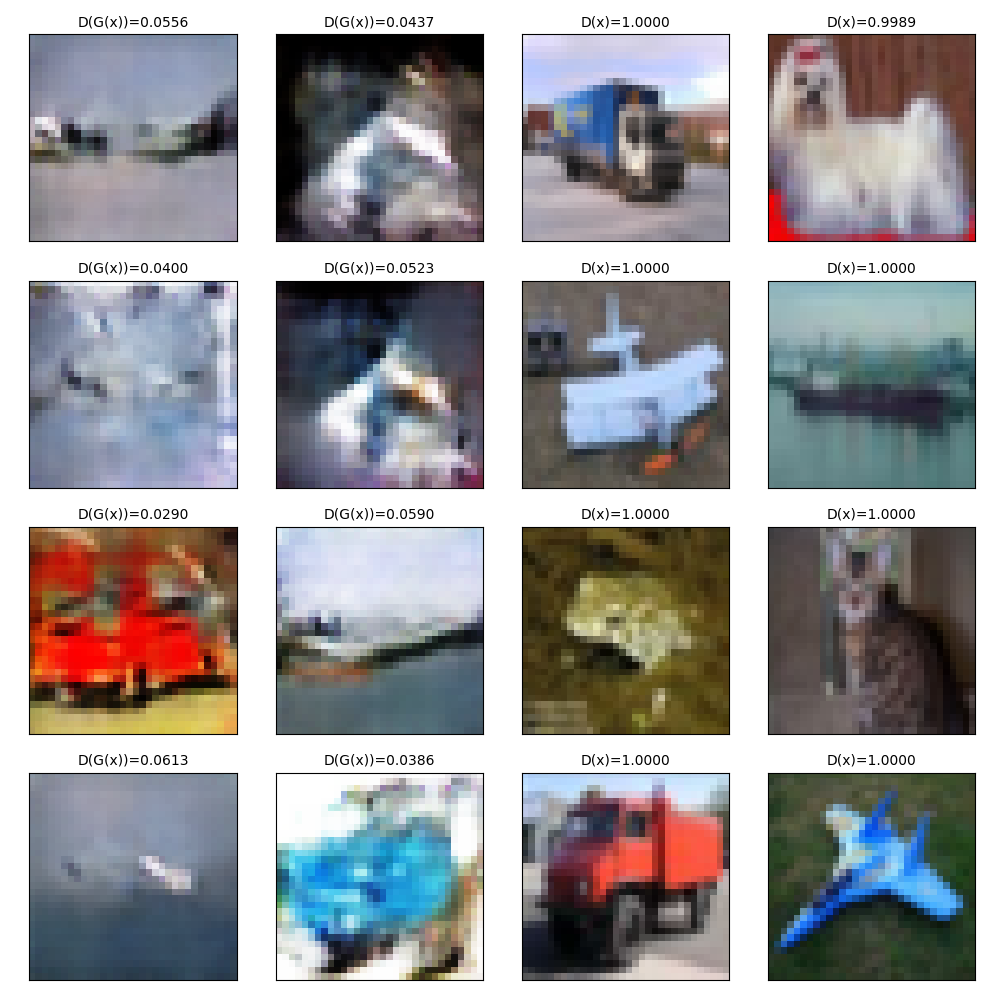 D(G(x))=0.0556
D(G(x))=0.0437
D(x)=1.0000
D(x)=0.9989
D(G(x))=0.0400
D(G(x))=0.0523
D(x)=1.0000
D(x)=1.0000
D(G(x))=0.0290
D(G(x))=0.0590
D(x)=1.0000
D(x)=1.0000
D(G(x))=0.0613
D(G(x))=0.0386
D(x)=1.0000
D(x)=1.0000